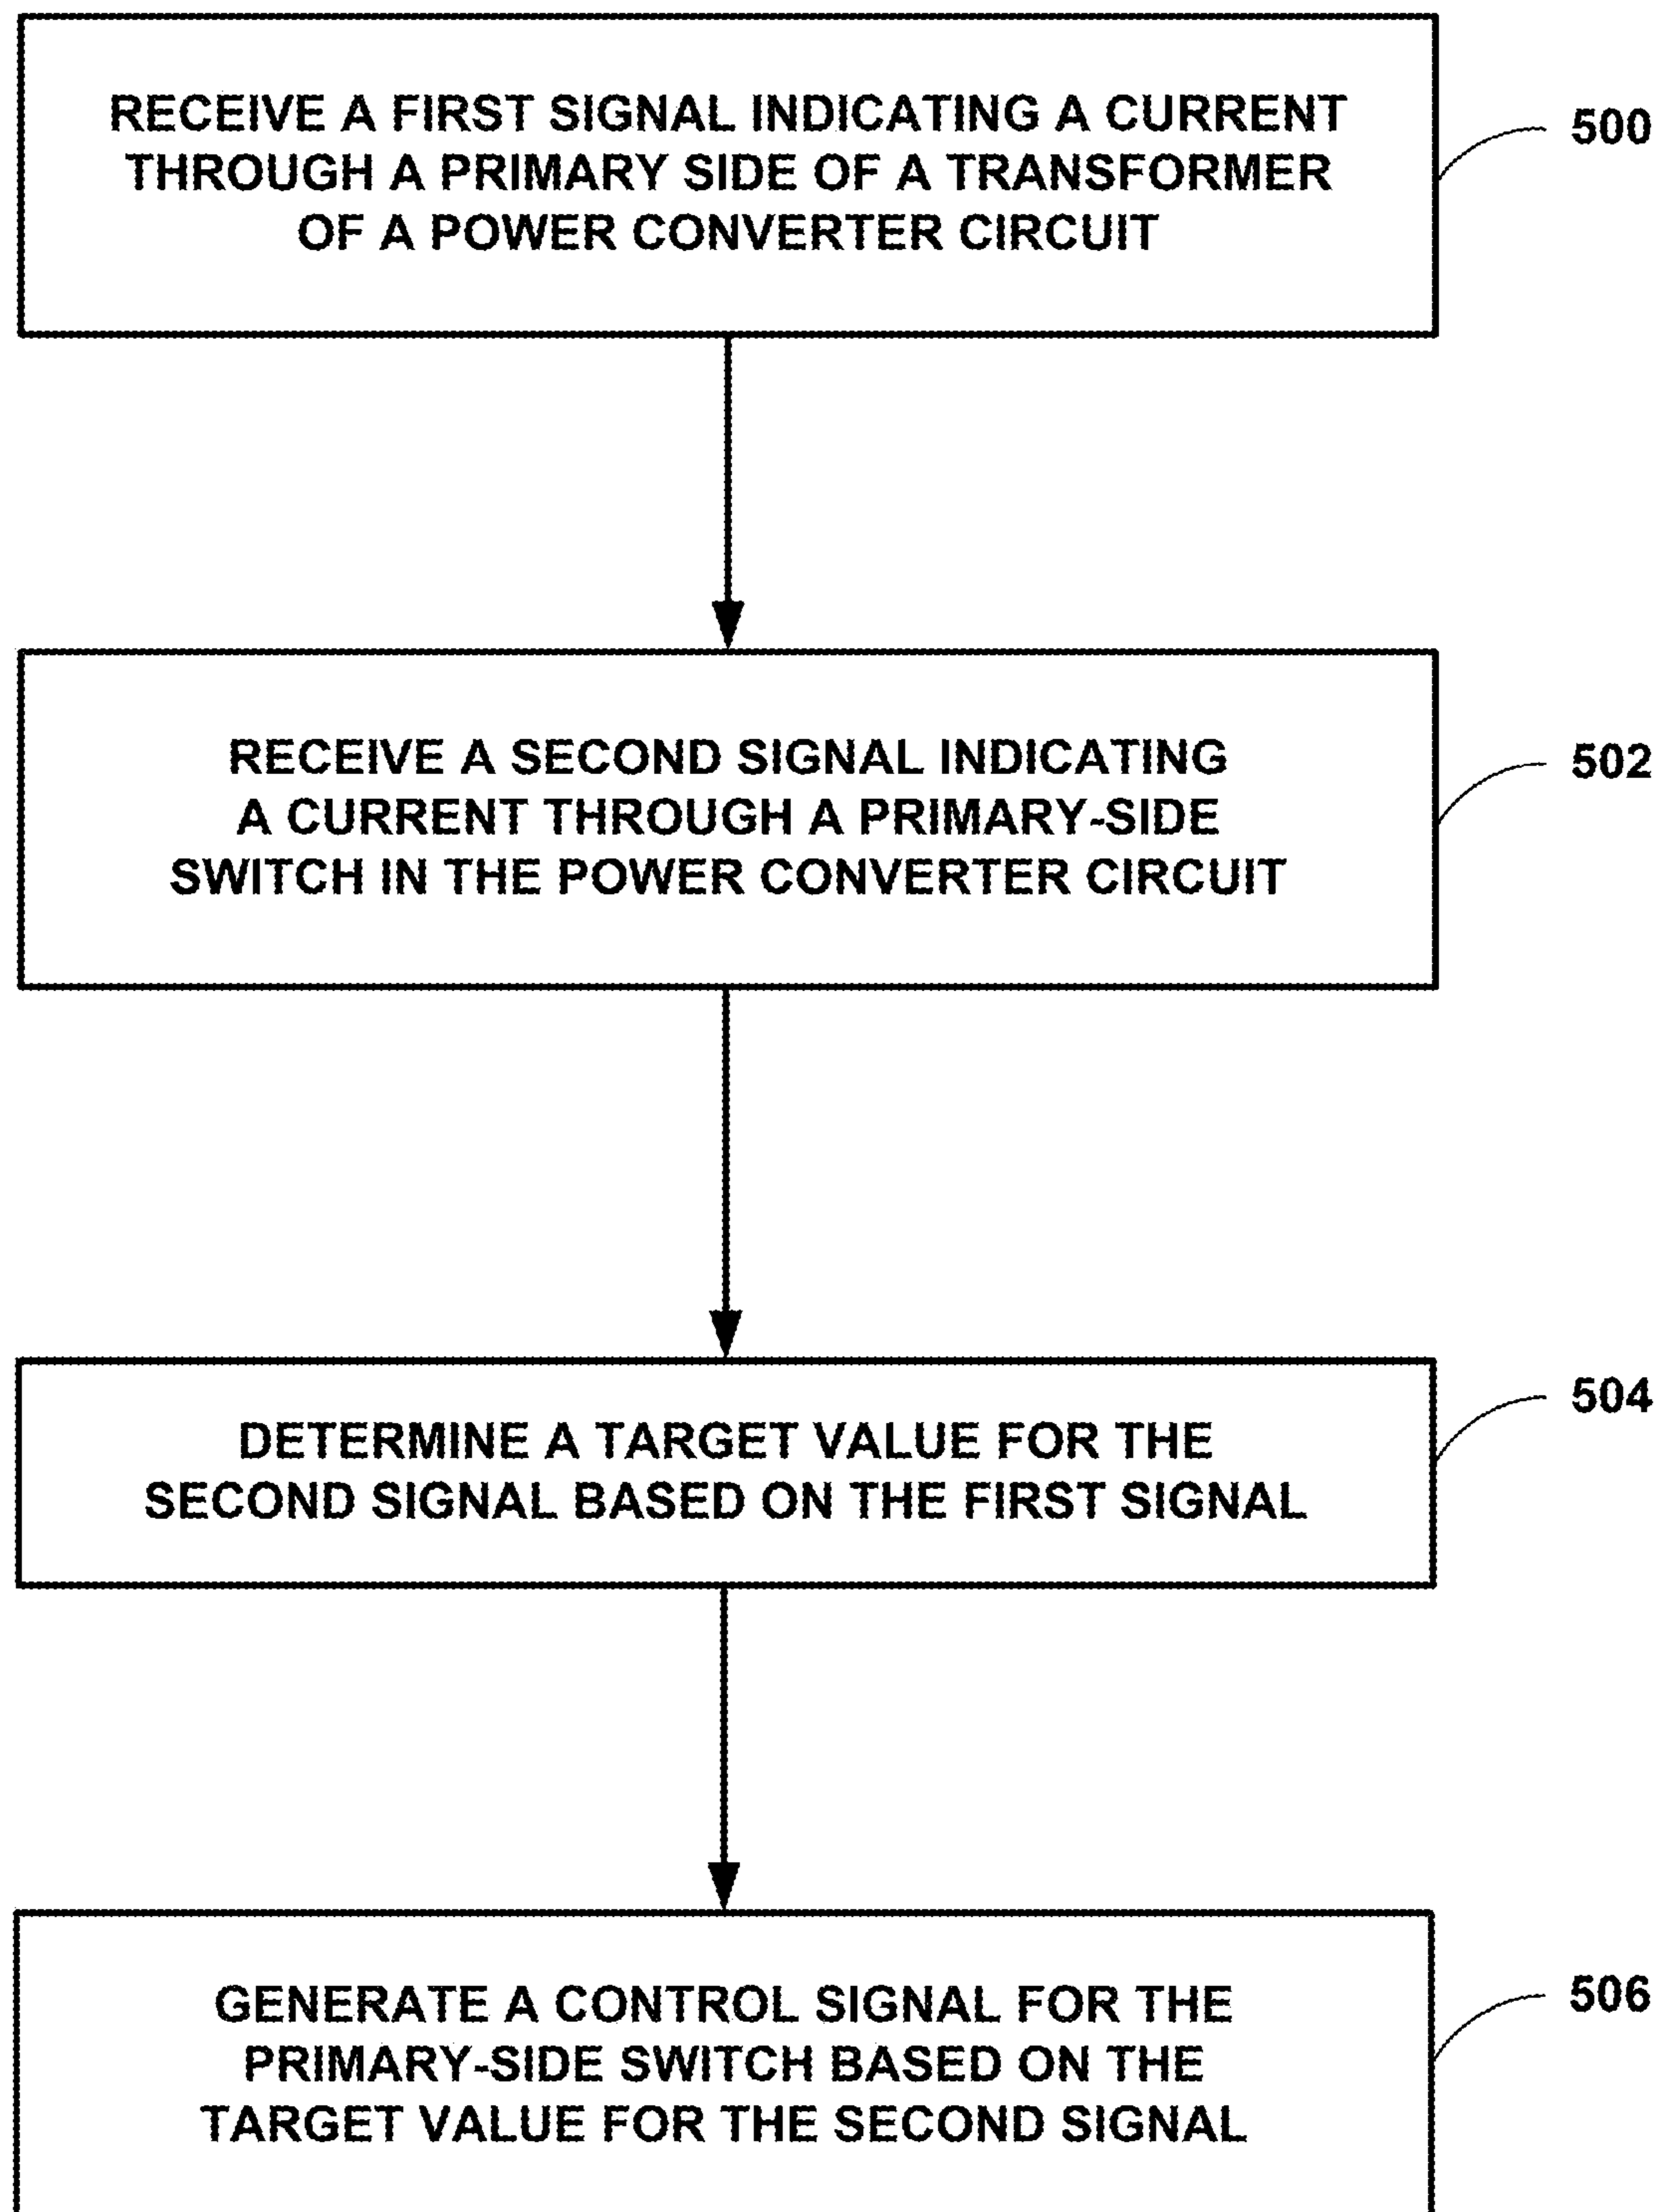 RECEIVE A FIRST SIGNAL INDICATING A CURRENT
THROUGH A PRIMARY SIDE OF A TRANSFORMER
OF A POWER CONVERTER CIRCUIT
500
RECEIVE A SECOND SIGNAL INDICATING
A CURRENT THROUGH A PRIMARY-SIDE
SWITCH IN THE POWER CONVERTER CIRCUIT
502
DETERMINE A TARGET VALUE FOR THE
SECOND SIGNAL BASED ON THE FIRST SIGNAL
504
GENERATE A CONTROL SIGNAL FOR THE
PRIMARY-SIDE SWITCH BASED ON THE
TARGET VALUE FOR THE SECOND SIGNAL
506